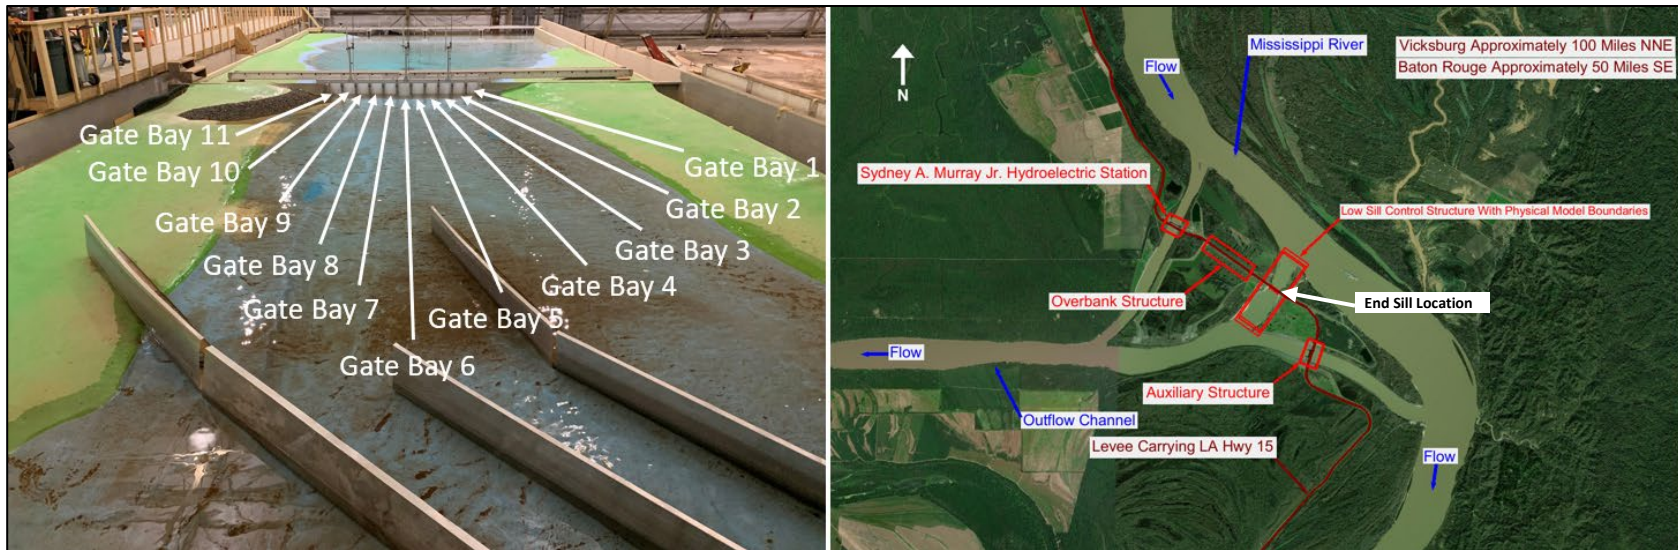 Gate Bay 11
Gate Bay 10
Gate Bay 9
Gate Bay 8
Gate Bay 7
Gate Bay 6
Gate Bay 5
Gate Bay 4
Gate Bay 3
Gate Bay 2
Gate Bay 1
N
Flow
Mississippi River
Vicksburg Approximately 100 Miles NNE
Baton Rouge Approximately 50 Miles SE
Sydney A. Murray Jr. Hydroelectric Station
Low Sill Control Structure With Physical Model Boundaries
Overbank Structure
End Sill Location
Flow
Auxiliary Structure
Outflow Channel
Levee Carrying LA Hwy 15
Flow